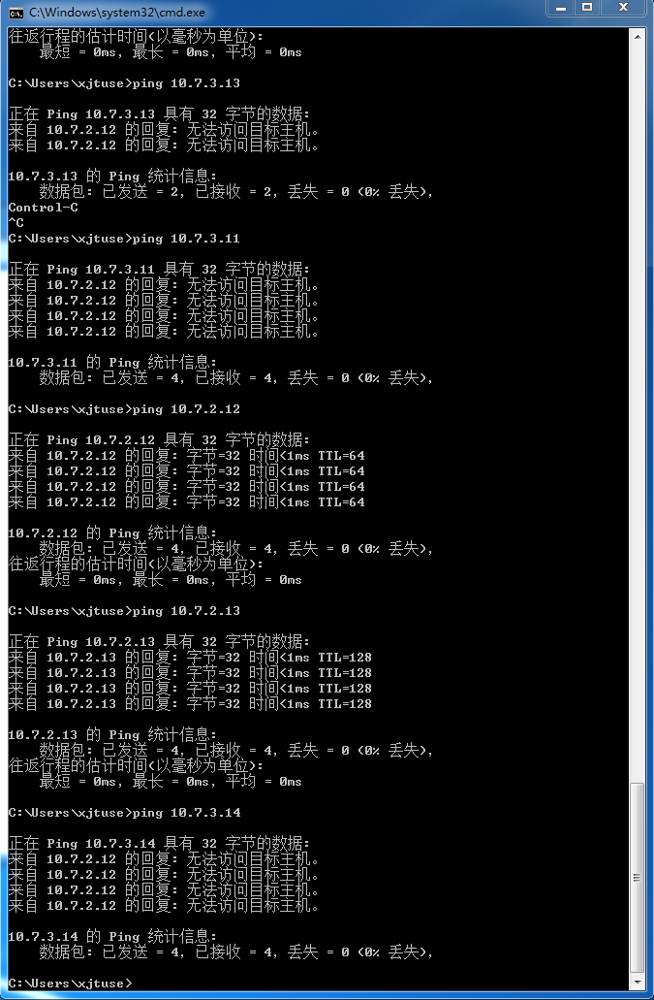 C:\Windows\system32\cmd.exe
往返行程的估计时间(以毫秒为单位):
    最短 = 0ms，最长 = 0ms，平均 = 0ms
C:\Users\xjtuse>ping 10.7.3.13
正在 Ping 10.7.3.13 具有 32 字节的数据:
来自 10.7.2.12 的回复: 无法访问目标主机。
来自 10.7.2.12 的回复: 无法访问目标主机。
10.7.3.13 的 Ping 统计信息:
    数据包: 已发送 = 2，已接收 = 2，丢失 = 0 (0% 丢失)，
Control-C
^C
C:\Users\xjtuse>ping 10.7.3.11
正在 Ping 10.7.3.11 具有 32 字节的数据:
来自 10.7.2.12 的回复: 无法访问目标主机。
来自 10.7.2.12 的回复: 无法访问目标主机。
来自 10.7.2.12 的回复: 无法访问目标主机。
来自 10.7.2.12 的回复: 无法访问目标主机。
10.7.3.11 的 Ping 统计信息:
    数据包: 已发送 = 4，已接收 = 4，丢失 = 0 (0% 丢失)，
C:\Users\xjtuse>ping 10.7.2.12
正在 Ping 10.7.2.12 具有 32 字节的数据:
来自 10.7.2.12 的回复: 字节=32 时间<1ms TTL=64
来自 10.7.2.12 的回复: 字节=32 时间<1ms TTL=64
来自 10.7.2.12 的回复: 字节=32 时间<1ms TTL=64
来自 10.7.2.12 的回复: 字节=32 时间<1ms TTL=64
10.7.2.12 的 Ping 统计信息:
    数据包: 已发送 = 4，已接收 = 4，丢失 = 0 (0% 丢失)，
往返行程的估计时间(以毫秒为单位):
    最短 = 0ms，最长 = 0ms，平均 = 0ms
C:\Users\xjtuse>ping 10.7.2.13
正在 Ping 10.7.2.13 具有 32 字节的数据:
来自 10.7.2.13 的回复: 字节=32 时间<1ms TTL=128
来自 10.7.2.13 的回复: 字节=32 时间<1ms TTL=128
来自 10.7.2.13 的回复: 字节=32 时间<1ms TTL=128
来自 10.7.2.13 的回复: 字节=32 时间<1ms TTL=128
10.7.2.13 的 Ping 统计信息:
    数据包: 已发送 = 4，已接收 = 4，丢失 = 0 (0% 丢失)，
往返行程的估计时间(以毫秒为单位):
    最短 = 0ms，最长 = 0ms，平均 = 0ms
C:\Users\xjtuse>ping 10.7.3.14
正在 Ping 10.7.3.14 具有 32 字节的数据:
来自 10.7.2.12 的回复: 无法访问目标主机。
来自 10.7.2.12 的回复: 无法访问目标主机。
来自 10.7.2.12 的回复: 无法访问目标主机。
来自 10.7.2.12 的回复: 无法访问目标主机。
10.7.3.14 的 Ping 统计信息:
    数据包: 已发送 = 4，已接收 = 4，丢失 = 0 (0% 丢失)，
C:\Users\xjtuse>